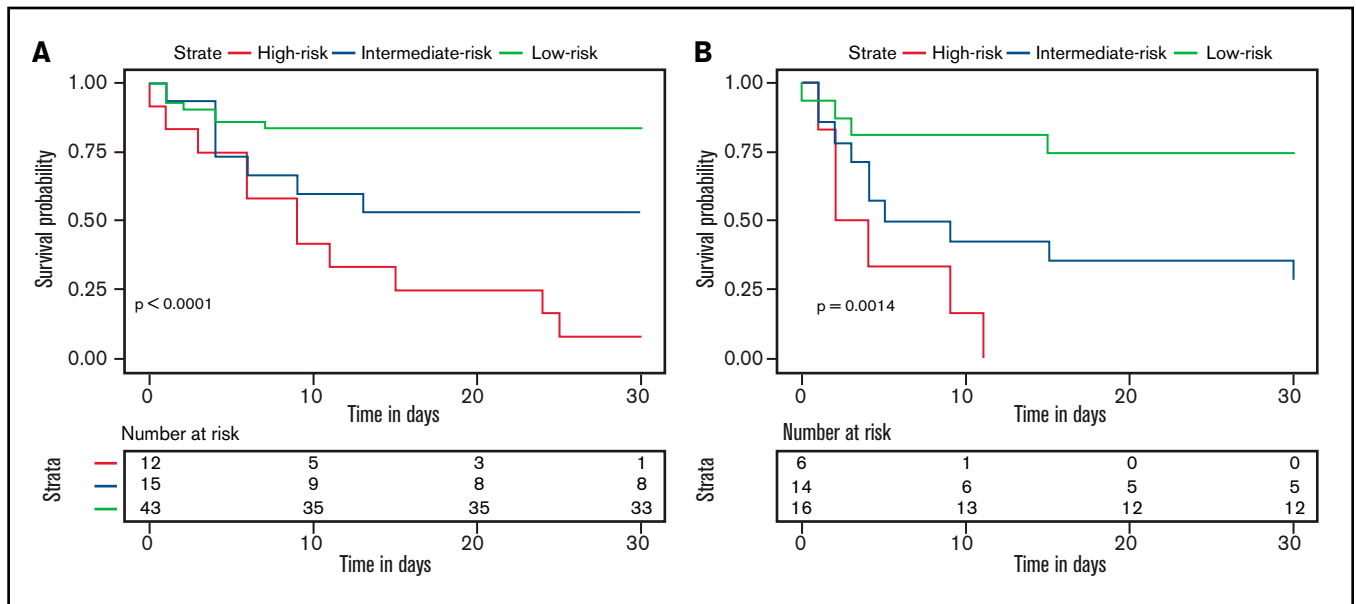 A
Strate High-risk Intermediate-risk Low-risk
1.00
0.75
0.50
0.25
0.00
Survival probability
p < 0.0001
0 10 20 30
Time in days
Number at risk
Strata
12 5 3 1
15 9 8 8
43 35 35 33
0 10 20 30
Time in days
B
Strate High-risk Intermediate-risk Low-risk
1.00
0.75
0.50
0.25
0.00
Survival probability
p = 0.0014
0 10 20 30
Time in days
Number at risk
Strata
6 1 0 0
14 6 5 5
16 13 12 12
0 10 20 30
Time in days